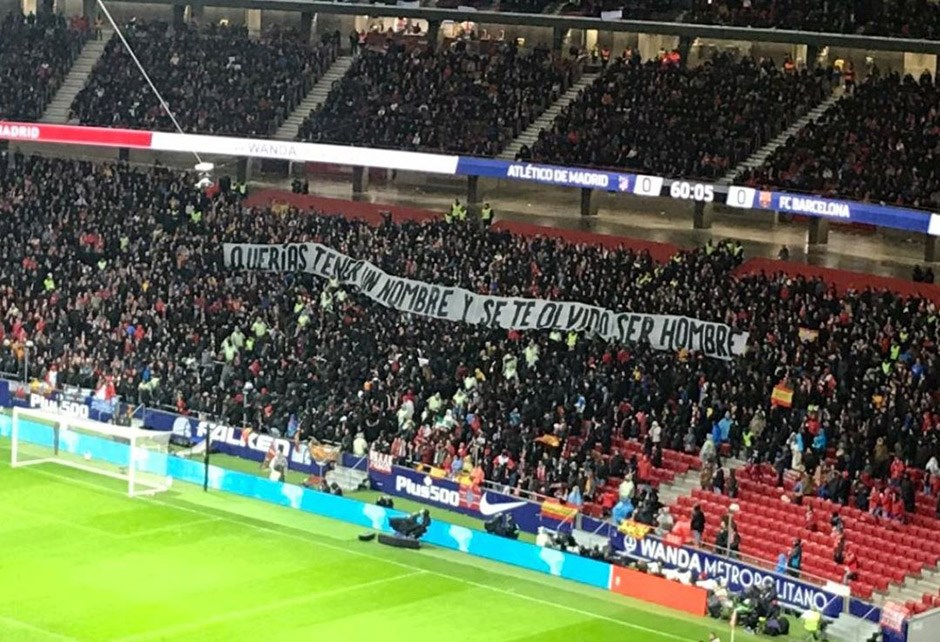 MADRID
WANDA
ATLÉTICO DE MADRID 0 60:05 0 FC BARCELONA
QUERÍAS TENER UN NOMBRE Y SE TE OLVIDO SER HOMBRE
Plus500
FALKEN
Plus500
WANDA METROPOLITANO